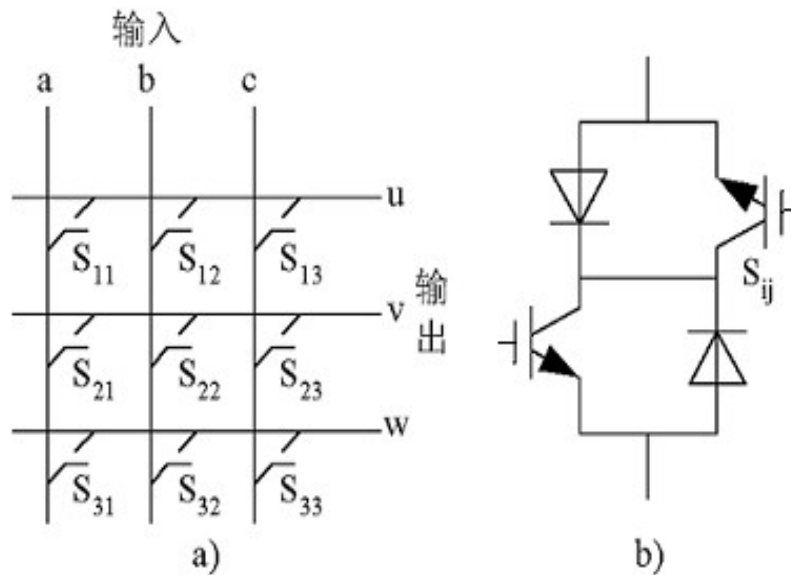 输入
a b c
u
S11 S12 S13
输出
v
S21 S22 S23
w
S31 S32 S33
a)
Sij
b)